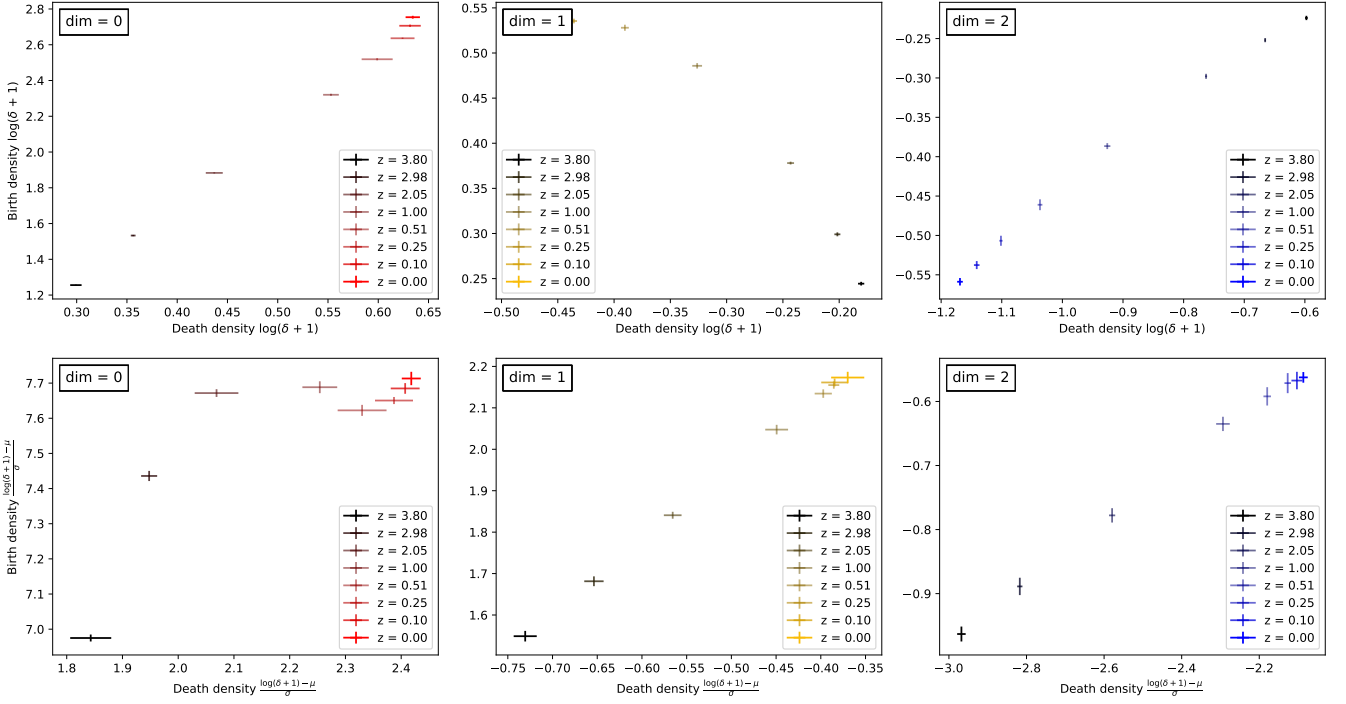 dim = 0
2.8
2.6
2.4
2.2
2.0
1.8
1.6
1.4
1.2
Birth density log(δ + 1)
0.30 0.35 0.40 0.45 0.50 0.55 0.60 0.65
Death density log(δ + 1)
z = 3.80
z = 2.98
z = 2.05
z = 1.00
z = 0.51
z = 0.25
z = 0.10
z = 0.00
dim = 1
0.55
0.50
0.45
0.40
0.35
0.30
0.25
−0.50 −0.45 −0.40 −0.35 −0.30 −0.25 −0.20
Death density log(δ + 1)
z = 3.80
z = 2.98
z = 2.05
z = 1.00
z = 0.51
z = 0.25
z = 0.10
z = 0.00
dim = 2
−0.25
−0.30
−0.35
−0.40
−0.45
−0.50
−0.55
−1.2 −1.1 −1.0 −0.9 −0.8 −0.7 −0.6
Death density log(δ + 1)
z = 3.80
z = 2.98
z = 2.05
z = 1.00
z = 0.51
z = 0.25
z = 0.10
z = 0.00
dim = 0
7.7
7.6
7.5
7.4
7.3
7.2
7.1
7.0
Birth density log(δ + 1) − μ / σ
1.8 1.9 2.0 2.1 2.2 2.3 2.4
Death density log(δ + 1) − μ / σ
z = 3.80
z = 2.98
z = 2.05
z = 1.00
z = 0.51
z = 0.25
z = 0.10
z = 0.00
dim = 1
2.2
2.1
2.0
1.9
1.8
1.7
1.6
−0.75 −0.70 −0.65 −0.60 −0.55 −0.50 −0.45 −0.40 −0.35
Death density log(δ + 1) − μ / σ
z = 3.80
z = 2.98
z = 2.05
z = 1.00
z = 0.51
z = 0.25
z = 0.10
z = 0.00
dim = 2
−0.6
−0.7
−0.8
−0.9
−3.0 −2.8 −2.6 −2.4 −2.2
Death density log(δ + 1) − μ / σ
z = 3.80
z = 2.98
z = 2.05
z = 1.00
z = 0.51
z = 0.25
z = 0.10
z = 0.00